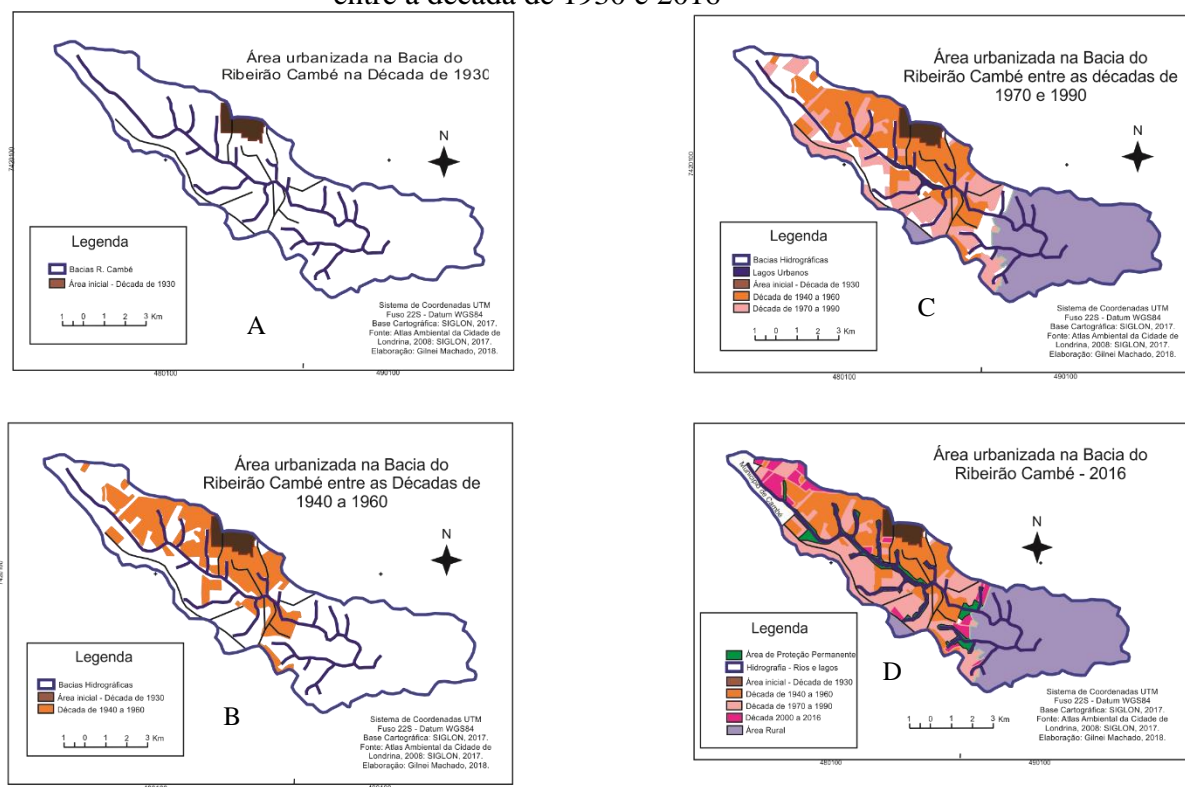 entre a década de 1930 e 2016
Área urbanizada na Bacia do
Ribeirão Cambé na Década de 1930
N
7420100
Legenda
Bacias R. Cambé
Área inicial - Década de 1930
1 0 1 2 3 Km
A
Sistema de Coordenadas UTM
Fuso 22S - Datum WGS84
Base Cartográfica: SIGLON, 2017.
Fonte: Atlas Ambiental da Cidade de
Londrina, 2008: SIGLON, 2017.
Elaboração: Gilnei Machado, 2018.
480100 490100
Área urbanizada na Bacia do
Ribeirão Cambé entre as décadas de
1970 e 1990
N
7420100
Legenda
Bacias Hidrográficas
Lagos Urbanos
Área inicial - Década de 1930
Década de 1940 a 1960
Década de 1970 a 1990
1 0 1 2 3 Km
C
Sistema de Coordenadas UTM
Fuso 22S - Datum WGS84
Base Cartográfica: SIGLON, 2017.
Fonte: Atlas Ambiental da Cidade de
Londrina, 2008: SIGLON, 2017.
Elaboração: Gilnei Machado, 2018.
480100 490100
Área urbanizada na Bacia do
Ribeirão Cambé entre as Décadas de
1940 a 1960
N
Legenda
Bacias Hidrográficas
Área inicial - Década de 1930
Década de 1940 a 1960
1 0 1 2 3 Km
B
Sistema de Coordenadas UTM
Fuso 22S - Datum WGS84
Base Cartográfica: SIGLON, 2017.
Fonte: Atlas Ambiental da Cidade de
Londrina, 2008: SIGLON, 2017.
Elaboração: Gilnei Machado, 2018.
Área urbanizada na Bacia do
Ribeirão Cambé - 2016
Município de Cambé
N
Legenda
Área de Proteção Permanente
Hidrografia - Rios e lagos
Área inicial - Década de 1930
Década de 1940 a 1960
Década de 1970 a 1990
Década 2000 a 2016
Área Rural
1 0 1 2 3 Km
D
Sistema de Coordenadas UTM
Fuso 22S - Datum WGS84
Base Cartográfica: SIGLON, 2017.
Fonte: Atlas Ambiental da Cidade de
Londrina, 2008: SIGLON, 2017.
Elaboração: Gilnei Machado, 2018.
480100 490100